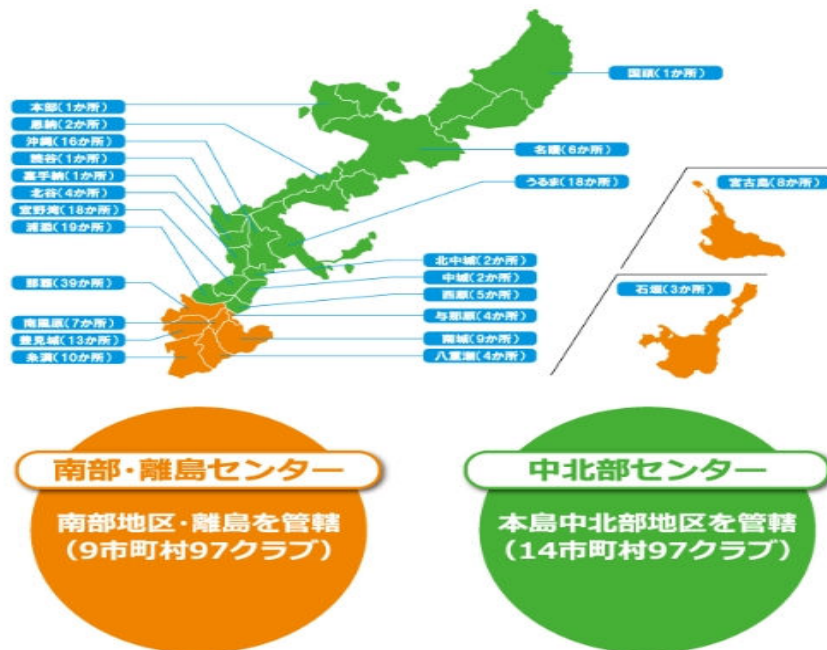 国頭(1か所)
本部(1か所)
恩納(2か所)
沖縄(16か所)
読谷(1か所)
嘉手納(1か所)
北谷(4か所)
宜野湾(18か所)
浦添(19か所)
那覇(39か所)
南風原(7か所)
豊見城(13か所)
糸満(10か所)
名護(6か所)
うるま(18か所)
北中城(2か所)
中城(2か所)
西原(5か所)
与那原(4か所)
南城(9か所)
八重瀬(4か所)
宮古島(8か所)
石垣(3か所)
南部・離島センター
南部地区・離島を管轄
(9市町村97クラブ)
中北部センター
本島中北部地区を管轄
(14市町村97クラブ)